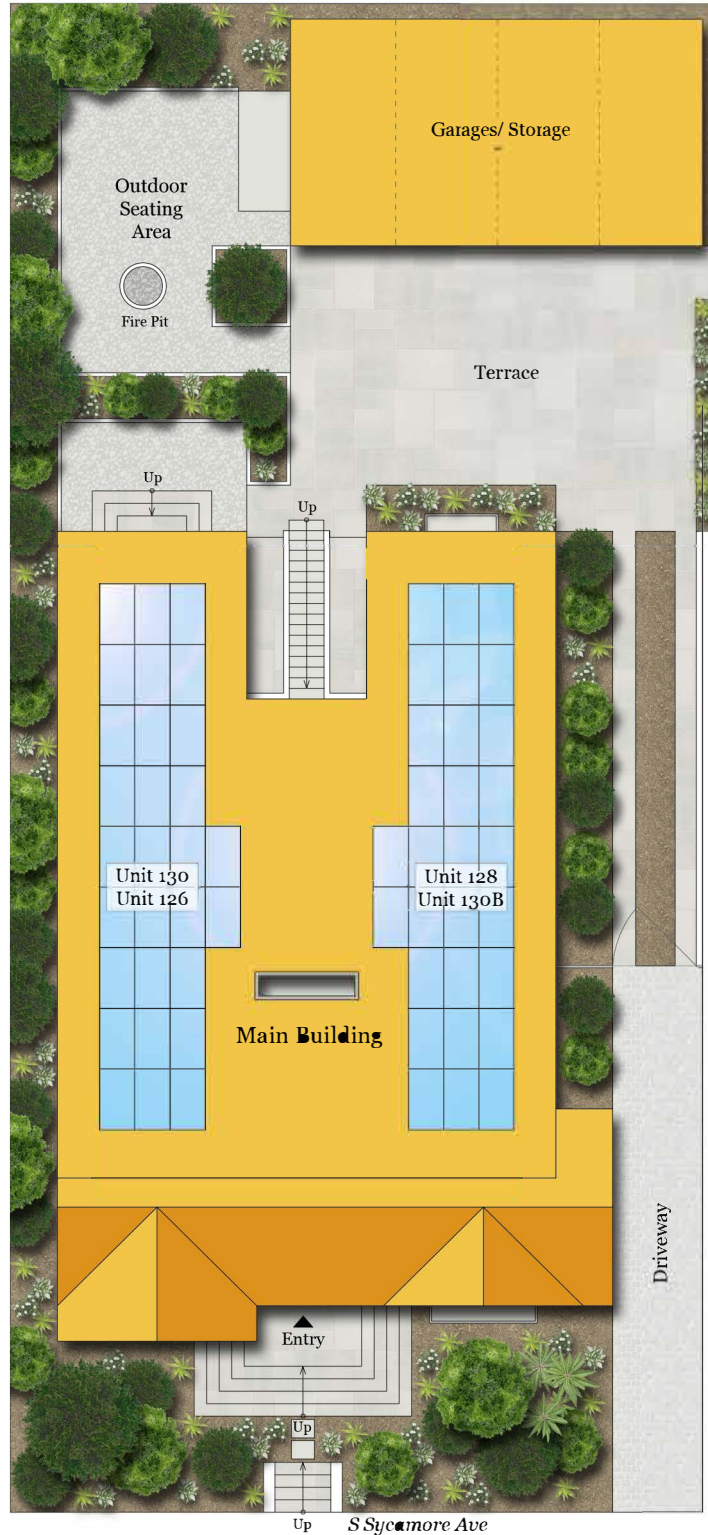 Garages/ Storage
Outdoor
Seating
Area
Fire Pit
Terrace
Up
Up
Unit 130
Unit 126
Unit 128
Unit 130B
Main Building
Driveway
Entry
Up
Up
S Sycamore Ave